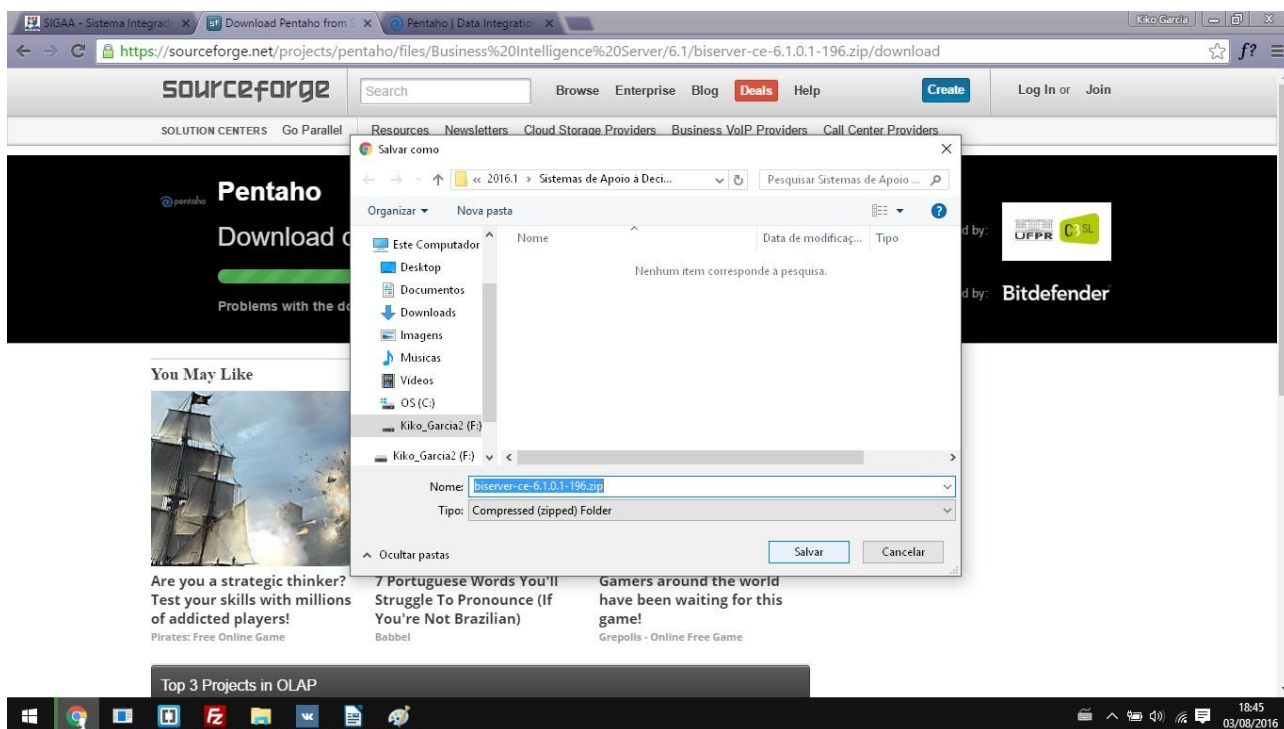 SIGAA - Sistema Integrad
Download Pentaho from S
Pentaho | Data Integration
Kiko Garcia
https://sourceforge.net/projects/pentaho/files/Business%20Intelligence%20Server/6.1/biserver-ce-6.1.0.1-196.zip/download
f?
sourceforge
Search
Browse Enterprise Blog Deals Help
Create
Log In or Join
SOLUTION CENTERS Go Parallel Resources Newsletters Cloud Storage Providers Business VoIP Providers Call Center Providers
pentaho
Pentaho
Download
Problems with the do
d by:
UFPR C3SL
d by:
Bitdefender
Salvar como
« 2016.1 › Sistemas de Apoio à Deci...
Pesquisar Sistemas de Apoio ...
Organizar Nova pasta
Este Computador
Desktop
Documentos
Downloads
Imagens
Músicas
Vídeos
OS (C:)
Kiko_Garcia2 (F:)
Kiko_Garcia2 (F:)
Nome Data de modificaç... Tipo
Nenhum item corresponde à pesquisa.
Nome: biserver-ce-6.1.0.1-196.zip
Tipo: Compressed (zipped) Folder
Ocultar pastas
Salvar Cancelar
You May Like
Are you a strategic thinker?
Test your skills with millions
of addicted players!
Pirates: Free Online Game
7 Portuguese Words You'll
Struggle To Pronounce (If
You're Not Brazilian)
Babbel
Gamers around the world
have been waiting for this
game!
Grepolis - Online Free Game
Top 3 Projects in OLAP
18:45
03/08/2016